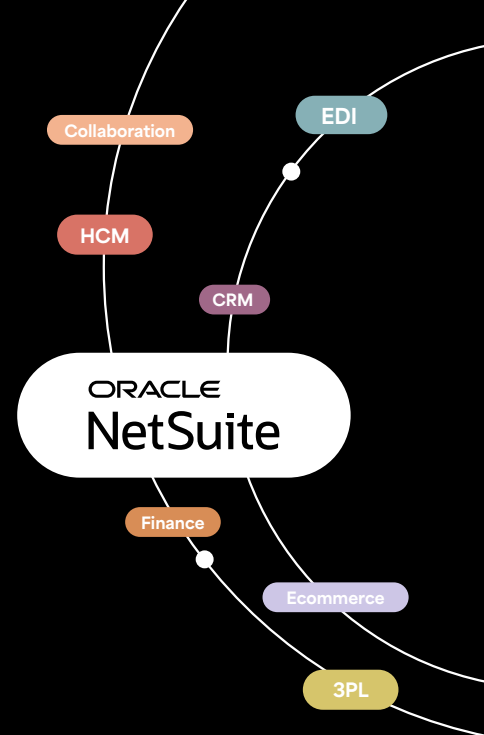 EDI
Collaboration
HCM
CRM
ORACLE
NetSuite
Finance
Ecommerce
3PL